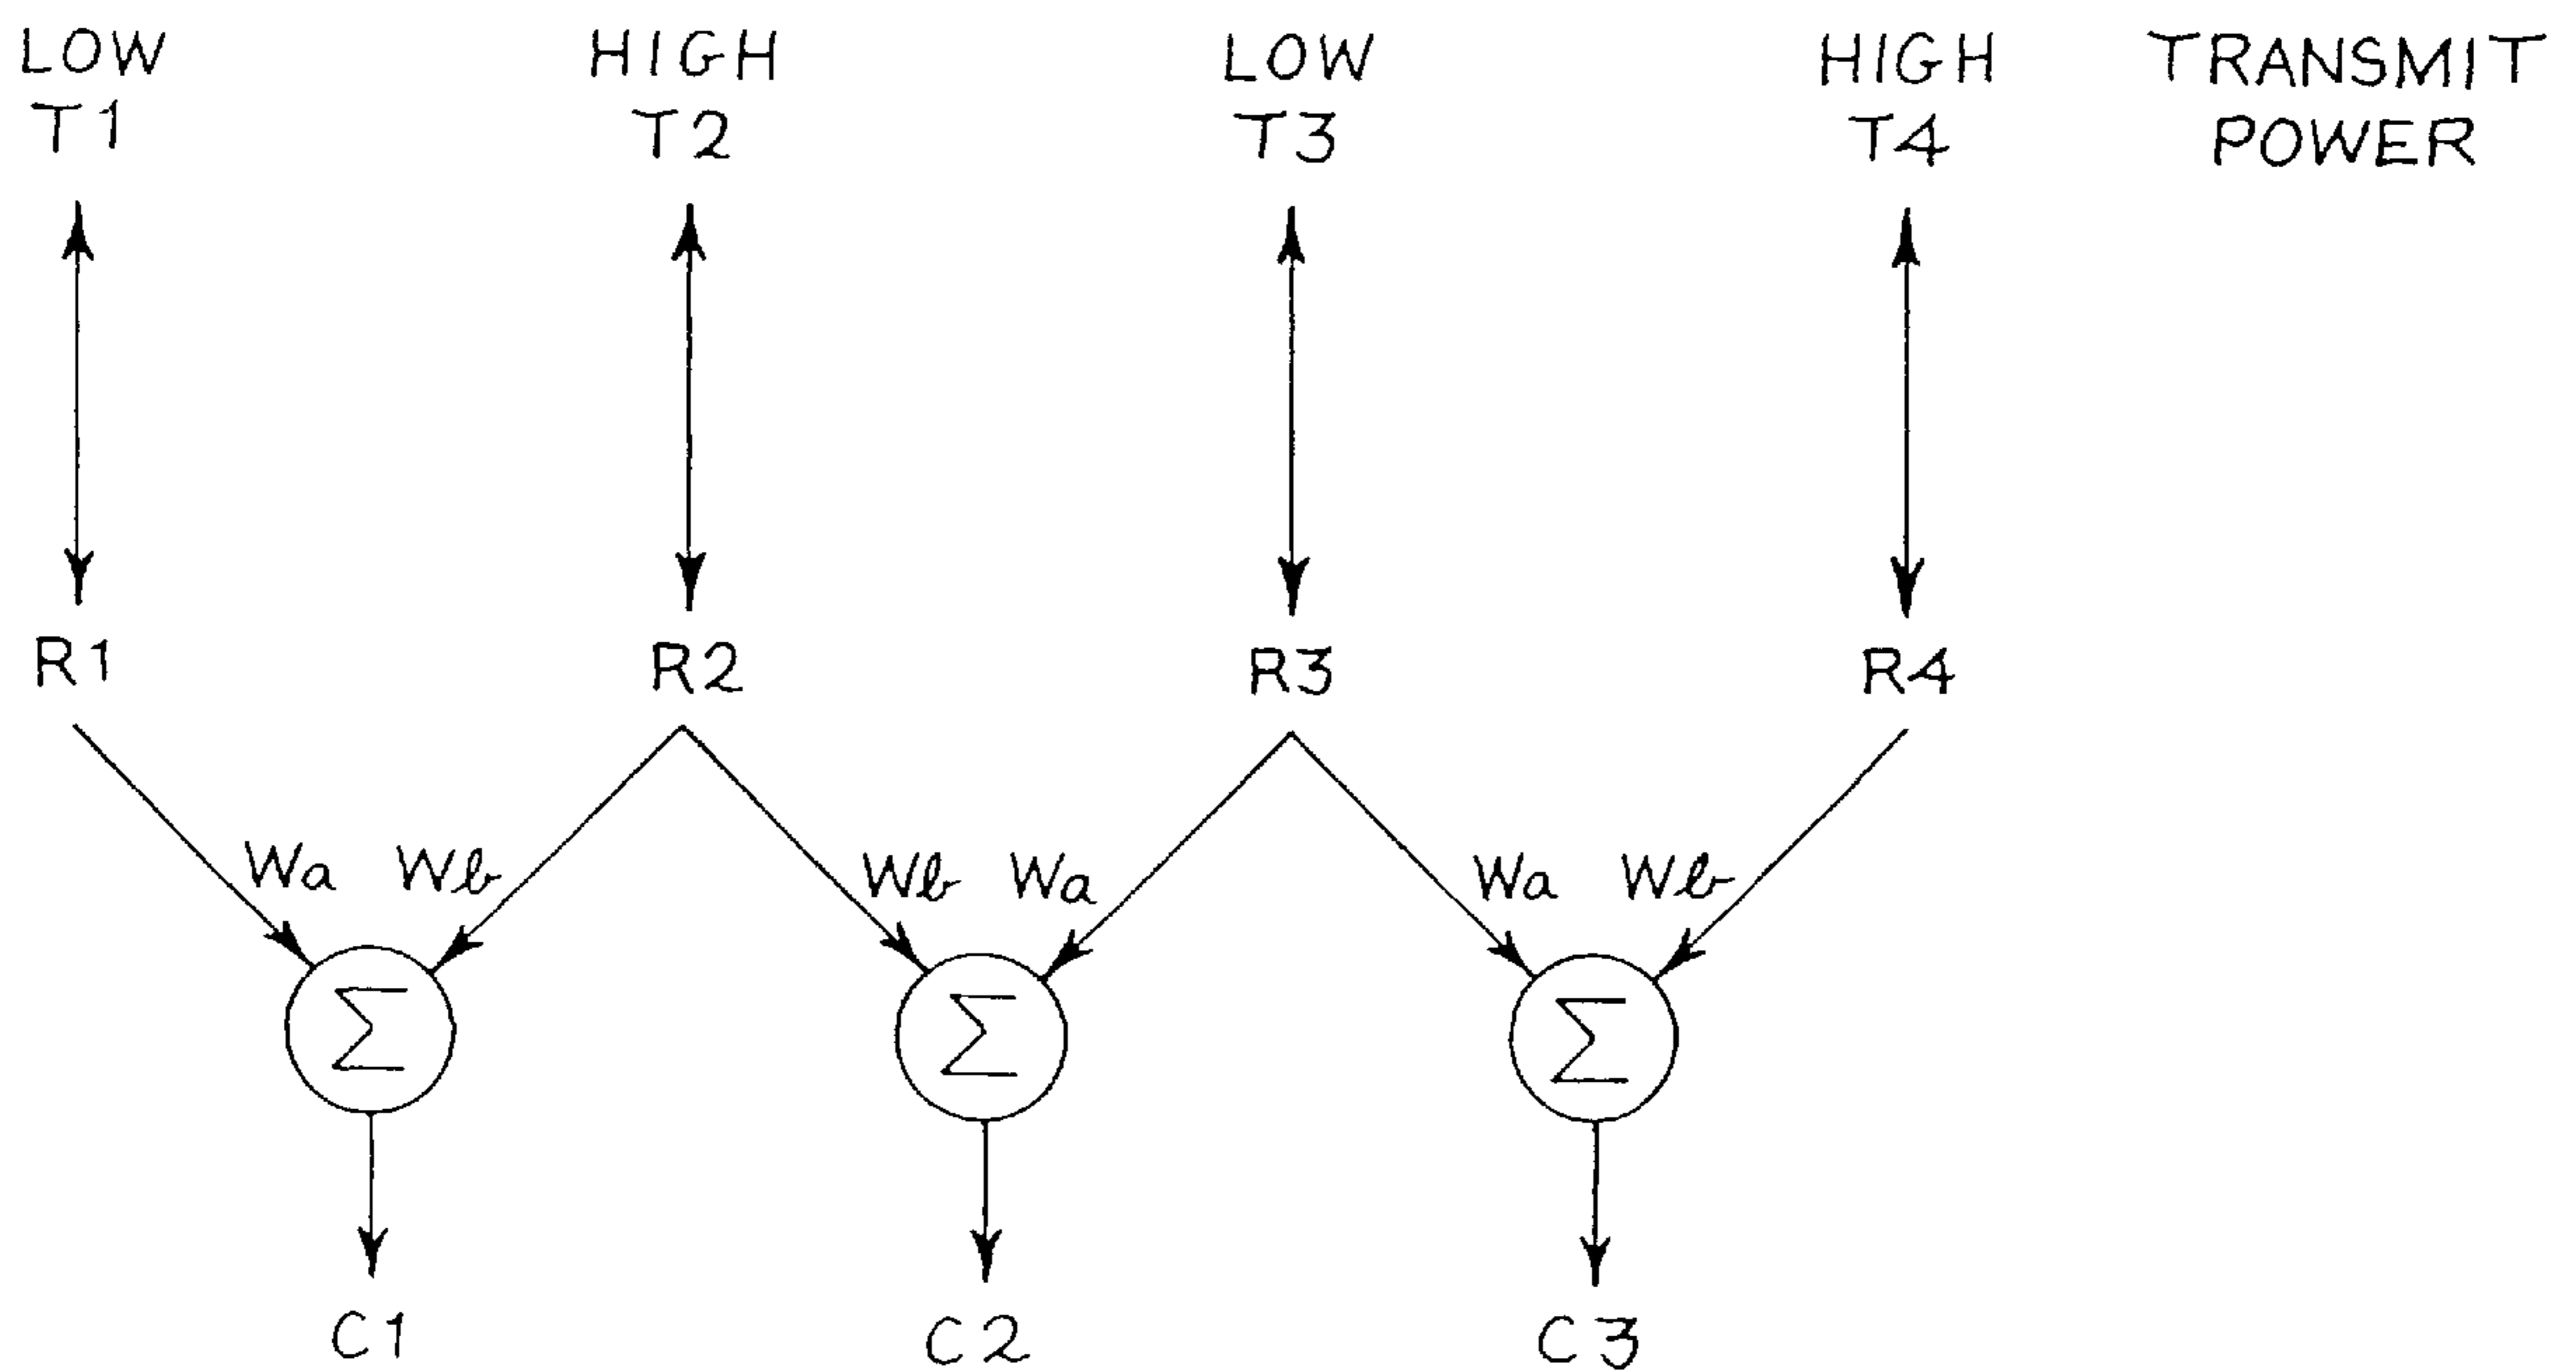 LOW HIGH LOW HIGH TRANSMIT
T1 T2 T3 T4 POWER
R1 R2 R3 R4
Wa Wb Wb Wa Wa Wb
Σ Σ Σ
C1 C2 C3